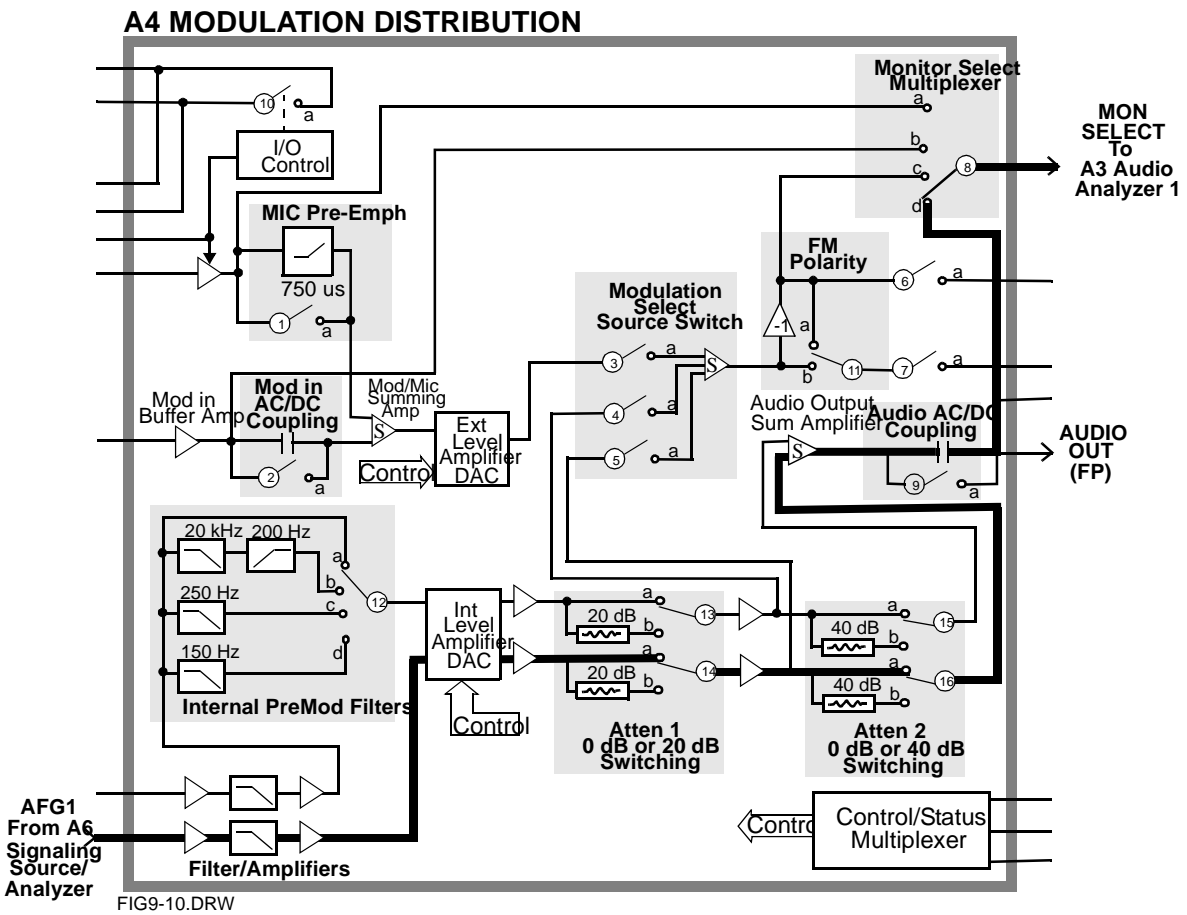 A4 MODULATION DISTRIBUTION
Monitor Select
Multiplexer
a
b
c
d
8
MON
SELECT
To
A3 Audio
Analyzer 1
10
a
I/O
Control
MIC Pre-Emph
750 us
1
a
FM
Polarity
-1
a
b
11
6
a
7
a
Modulation
Select
Source Switch
3
a
4
a
5
a
S
Mod in
Buffer Amp
Mod in
AC/DC
Coupling
2
a
Mod/Mic
Summing
Amp
S
Ext
Level
Amplifier
DAC
Control
Audio Output
Sum Amplifier
S
Audio AC/DC
Coupling
9
a
AUDIO
OUT
(FP)
20 kHz
200 Hz
250 Hz
150 Hz
a
b
c
d
12
Internal PreMod Filters
Int
Level
Amplifier
DAC
Control
20 dB
a
b
13
20 dB
a
b
14
Atten 1
0 dB or 20 dB
Switching
40 dB
a
b
15
40 dB
a
b
16
Atten 2
0 dB or 40 dB
Switching
AFG1
From A6
Signaling
Source/
Analyzer
Filter/Amplifiers
Contro
Control/Status
Multiplexer
FIG9-10.DRW